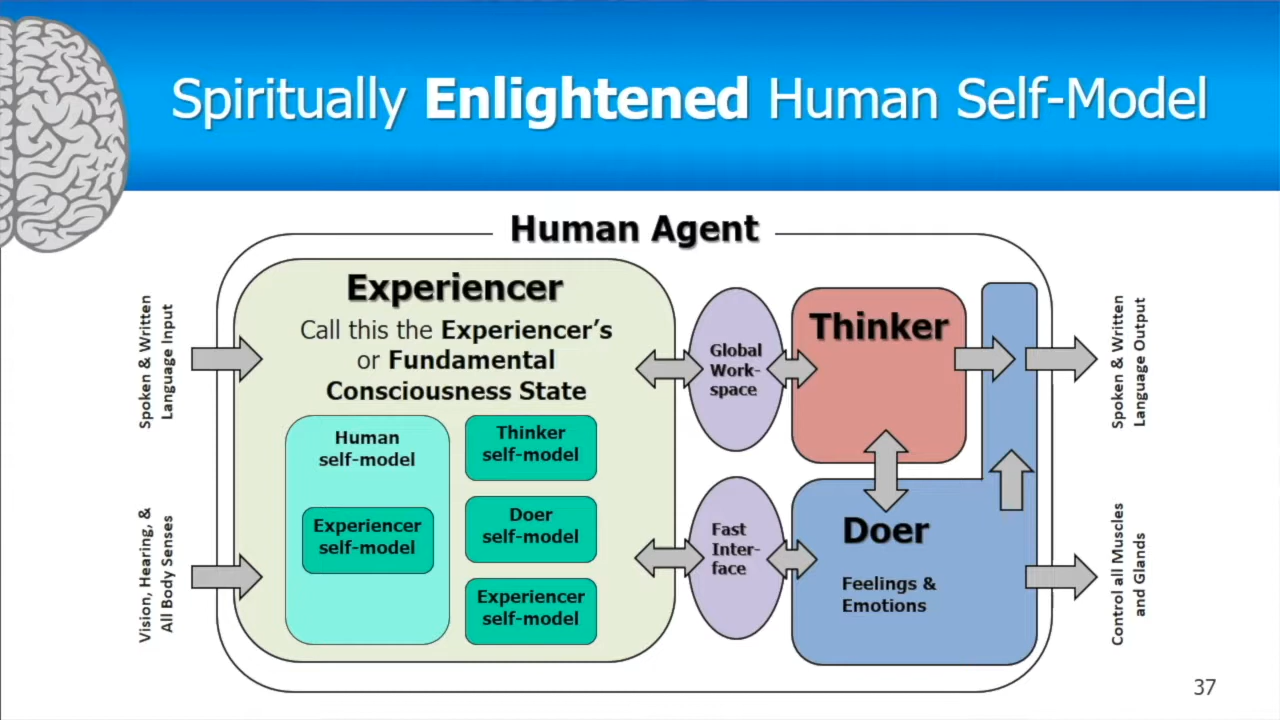 Spiritually Enlightened Human Self-Model
Human Agent
Spoken & Written
Language Input
Vision, Hearing, &
All Body Senses
Experiencer
Call this the Experiencer’s
or Fundamental
Consciousness State
Human
self-model
Experiencer
self-model
Thinker
self-model
Doer
self-model
Experiencer
self-model
Global
Work-
space
Fast
Inter-
face
Thinker
Doer
Feelings &
Emotions
Spoken & Written
Language Output
Control all Muscles
and Glands
37